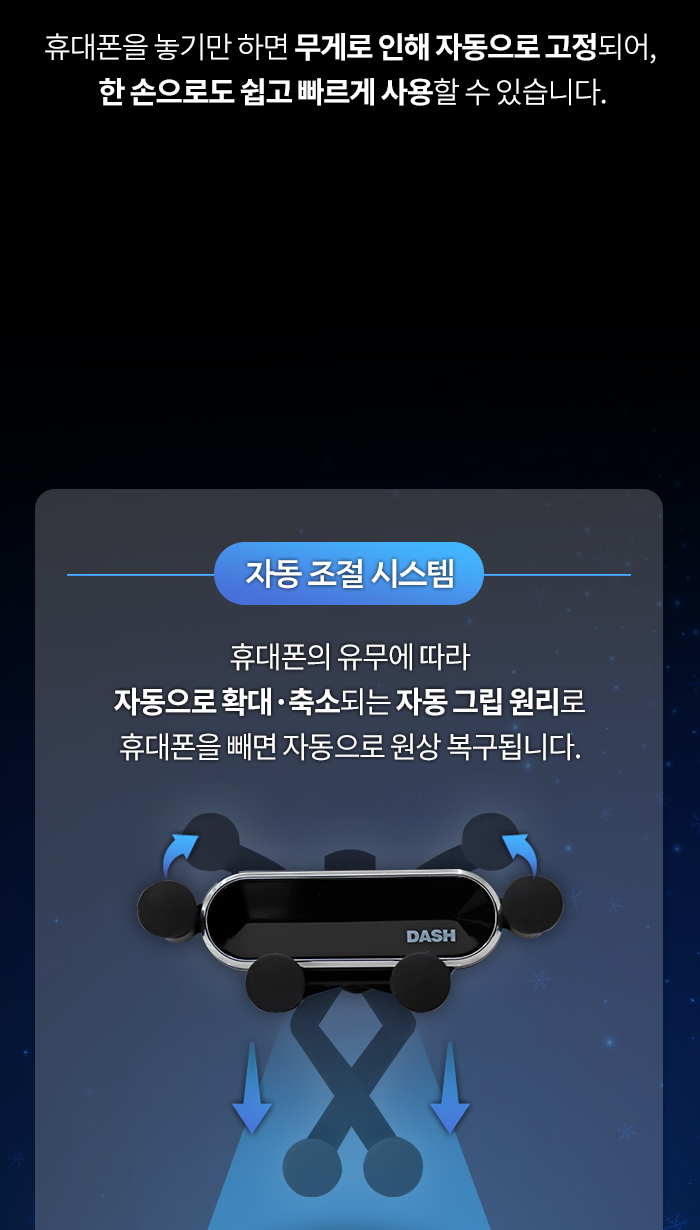 휴대폰을 놓기만 하면 무게로 인해 자동으로 고정되어,
한 손으로도 쉽고 빠르게 사용할 수 있습니다.
자동 조절 시스템
휴대폰의 유무에 따라
자동으로 확대·축소되는 자동 그립 원리로
휴대폰을 빼면 자동으로 원상 복구됩니다.
DASH